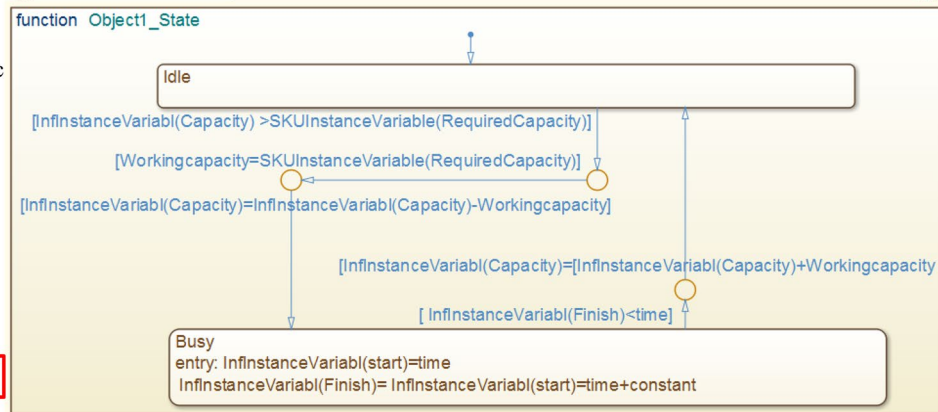 function Object1_State
Idle
[InfInstanceVariabl(Capacity) >SKUInstanceVariable(RequiredCapacity)]
[Workingcapacity=SKUInstanceVariable(RequiredCapacity)]
[InfInstanceVariabl(Capacity)=InfInstanceVariabl(Capacity)-Workingcapacity]
[InfInstanceVariabl(Capacity)=[InfInstanceVariabl(Capacity)+Workingcapacity
[ InfInstanceVariabl(Finish)<time]
Busy
entry: InfInstanceVariabl(start)=time
InfInstanceVariabl(Finish)= InfInstanceVariabl(start)=time+constant